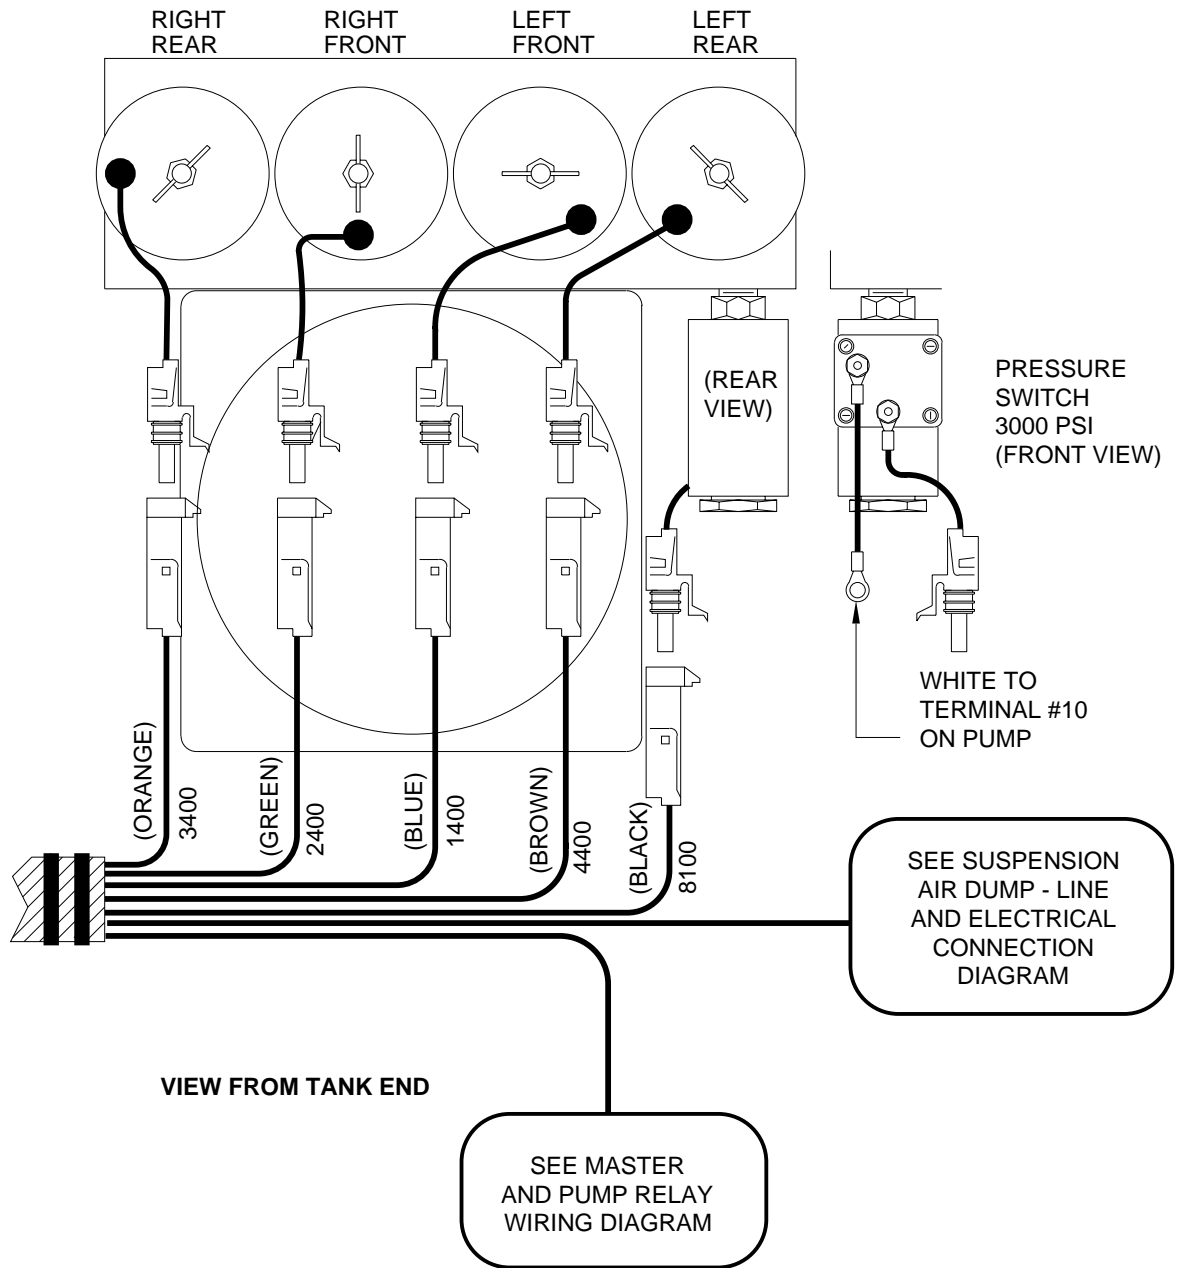 RIGHT
REAR
RIGHT
FRONT
LEFT
FRONT
LEFT
REAR
(REAR
VIEW)
PRESSURE
SWITCH
3000 PSI
(FRONT VIEW)
WHITE TO
TERMINAL #10
ON PUMP
(ORANGE)
3400
(GREEN)
2400
(BLUE)
1400
(BROWN)
4400
(BLACK)
8100
SEE SUSPENSION
AIR DUMP - LINE
AND ELECTRICAL
CONNECTION
DIAGRAM
VIEW FROM TANK END
SEE MASTER
AND PUMP RELAY
WIRING DIAGRAM